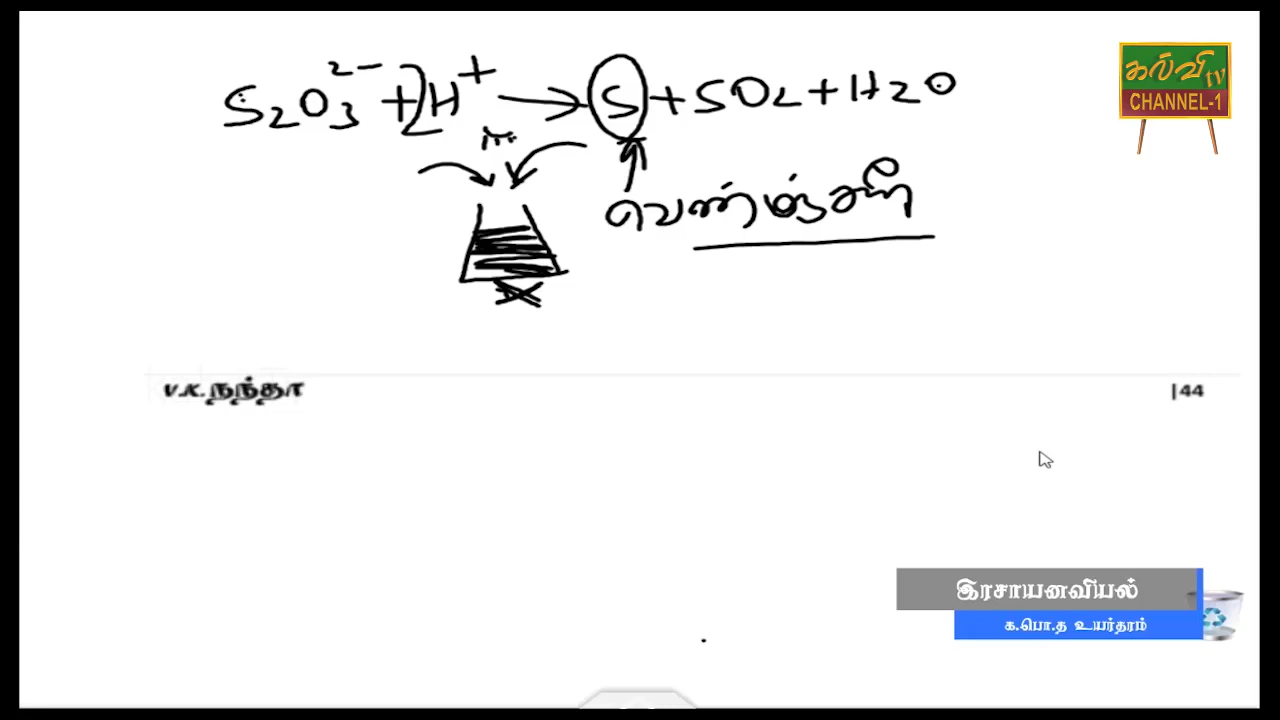 S₂O₃²⁻ + 2H⁺ → S + SO₂ + H₂O
வெண்மஞ்சள்
கல்வி tv
CHANNEL-1
V.K.நந்தா
|44
இரசாயனவியல்
க.பொ.த உயர்தரம்